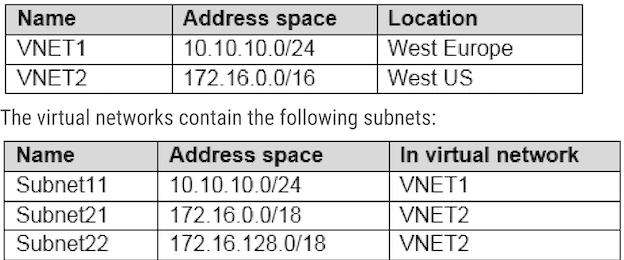 Name Address space Location
VNET1 10.10.10.0/24 West Europe
VNET2 172.16.0.0/16 West US
The virtual networks contain the following subnets:
Name Address space In virtual network
Subnet11 10.10.10.0/24 VNET1
Subnet21 172.16.0.0/18 VNET2
Subnet22 172.16.128.0/18 VNET2